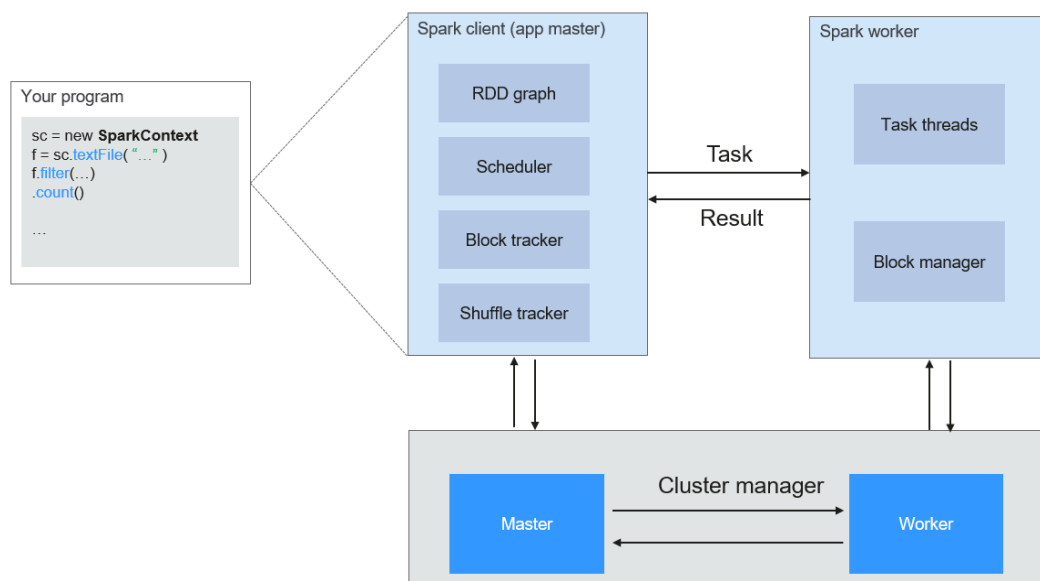 Your program
sc = new SparkContext
f = sc.textFile( “...” )
f.filter(...)
.count()
...
Spark client (app master)
RDD graph
Scheduler
Block tracker
Shuffle tracker
Task
Result
Spark worker
Task threads
Block manager
Cluster manager
Master
Worker